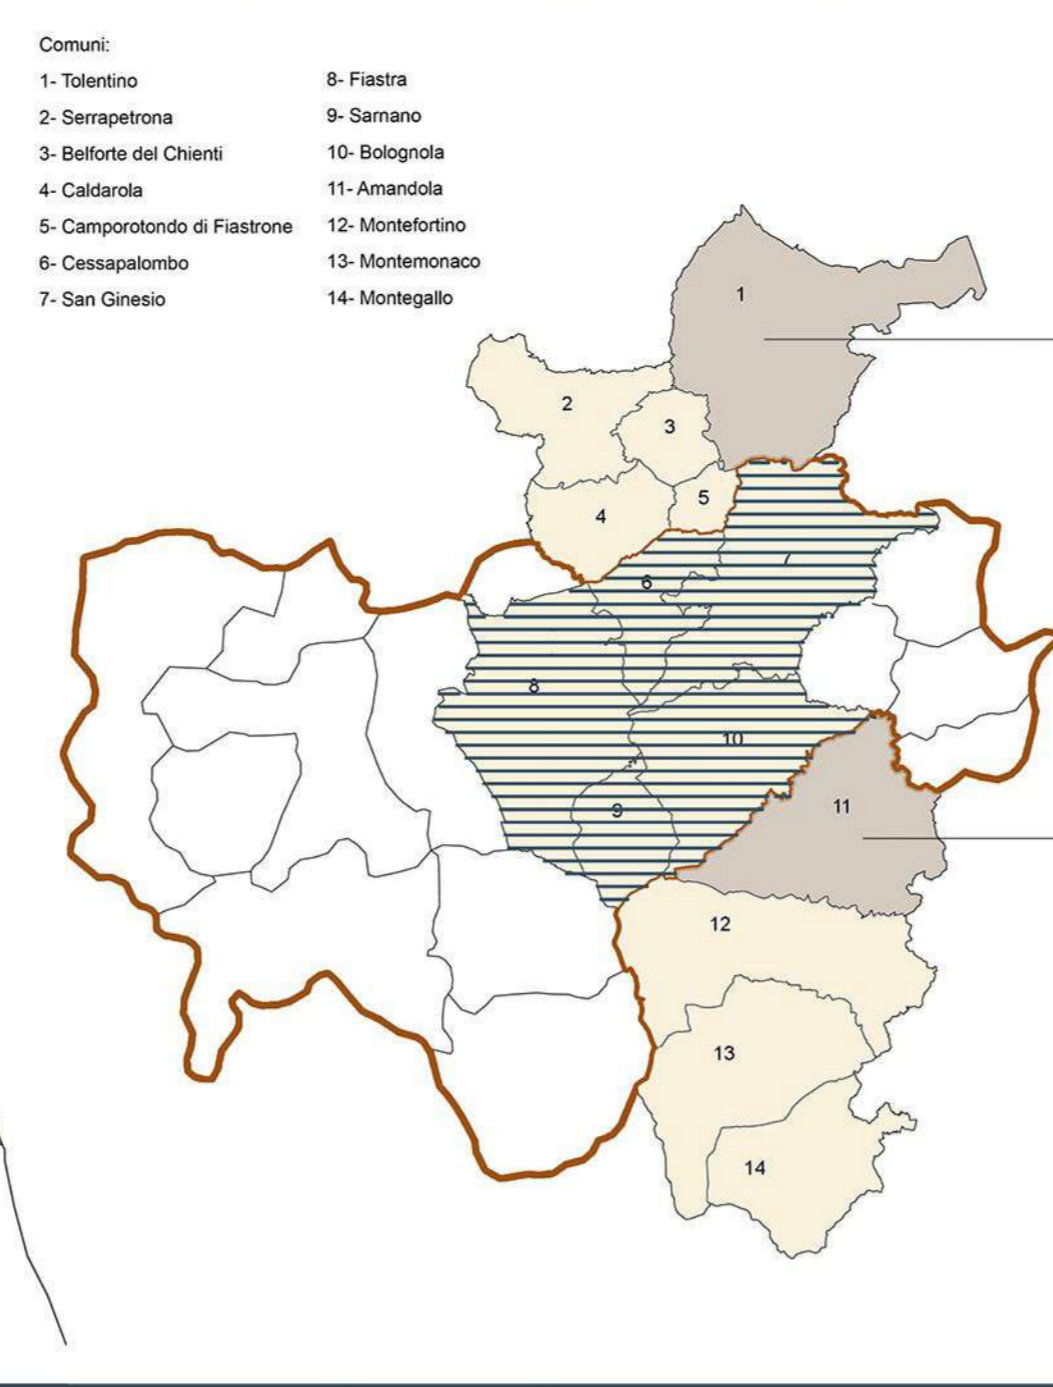 Comuni:
1- Tolentino
2- Serrapetrona
3- Belforte del Chienti
4- Caldarola
5- Camporotondo di Fiastrone
6- Cessapalombo
7- San Ginesio
8- Fiastra
9- Sarnano
10- Bolognola
11- Amandola
12- Montefortino
13- Montemonaco
14- Montegallo
1
2
3
5
4
7
6
8
10
11
9
12
13
14